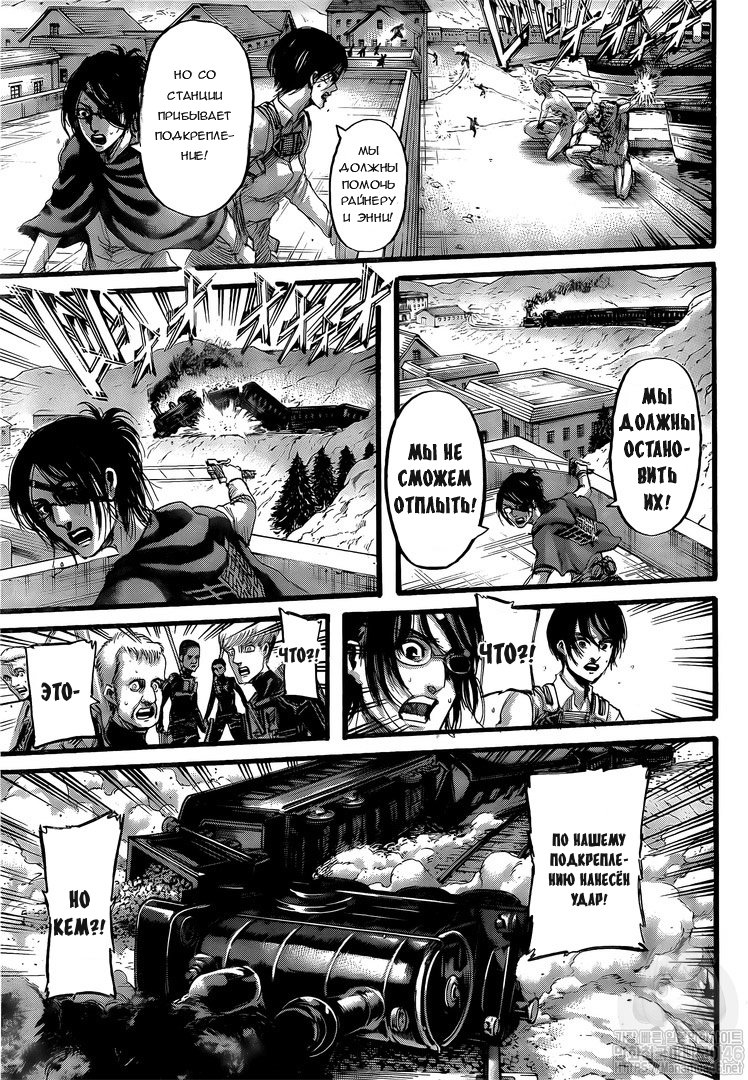 МЫ
ДОЛЖНЫ
ПОМОЧЬ
РАЙНЕРУ
И ЭННИ!
НО СО
СТАНЦИИ
ПРИБЫВАЕТ
ПОДКРЕПЛЕ-
НИЕ!
МЫ
ДОЛЖНЫ
ОСТАНО-
ВИТЬ
ИХ!
МЫ НЕ
СМОЖЕМ
ОТПЛЫТЬ!
ЧТО?!
ЧТО?!
ЭТО-
ПО НАШЕМУ
ПОДКРЕПЛЕ-
НИЮ НАНЕСЁН
УДАР!
НО
КЕМ?!